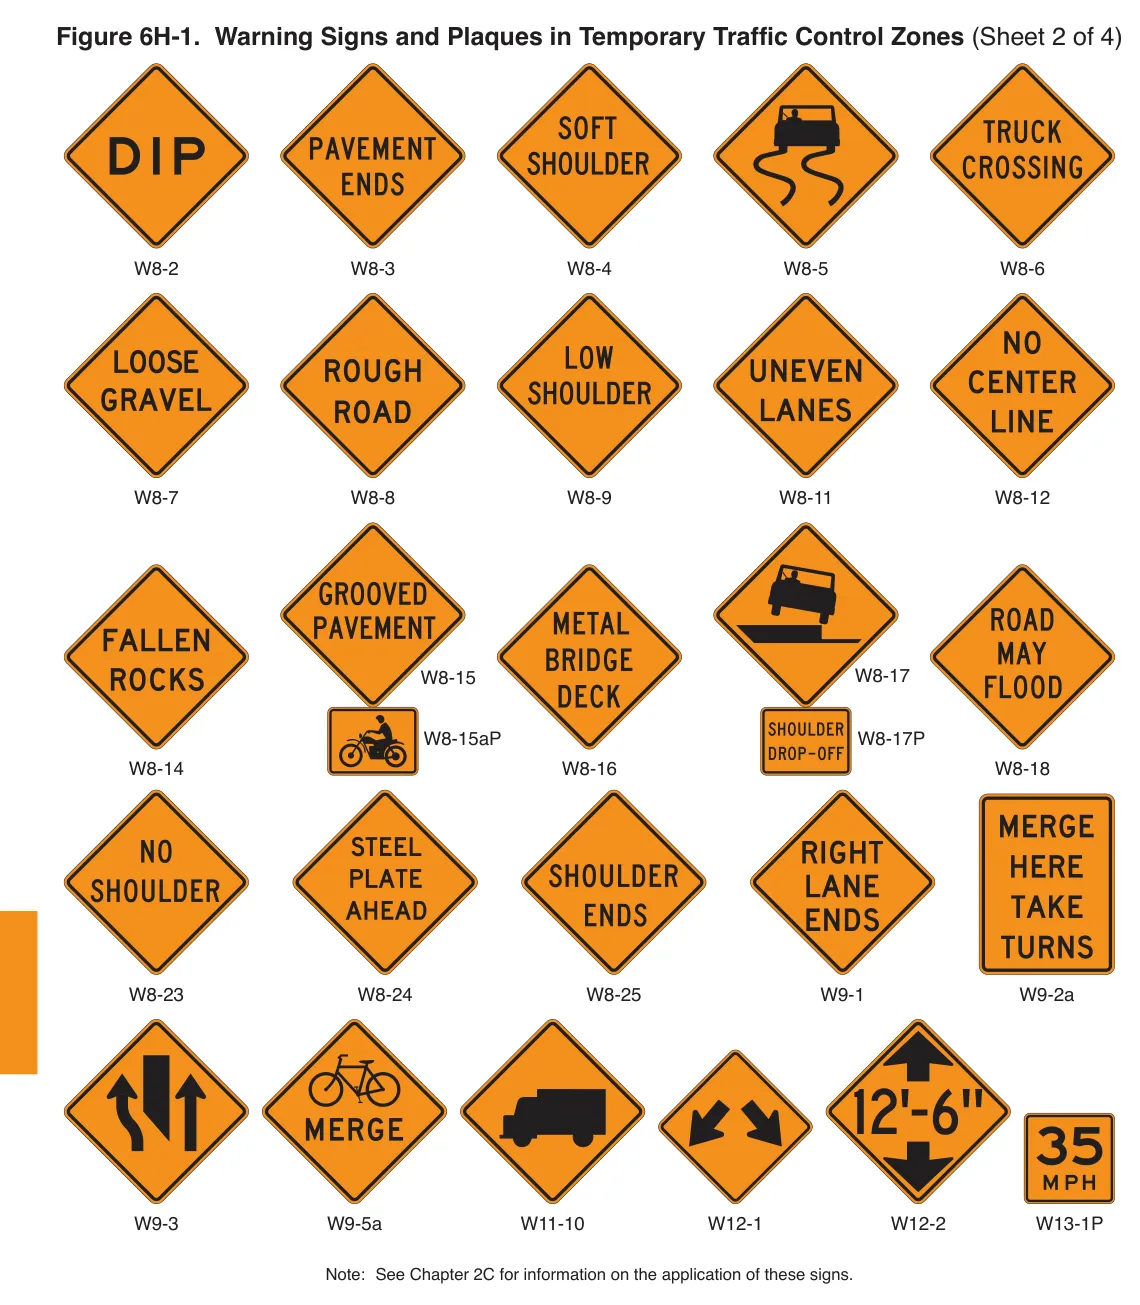 Figure 6H-1. Warning Signs and Plaques in Temporary Traffic Control Zones (Sheet 2 of 4)
DIP
W8-2
PAVEMENT
ENDS
W8-3
SOFT
SHOULDER
W8-4
W8-5
TRUCK
CROSSING
W8-6
LOOSE
GRAVEL
W8-7
ROUGH
ROAD
W8-8
LOW
SHOULDER
W8-9
UNEVEN
LANES
W8-11
NO
CENTER
LINE
W8-12
FALLEN
ROCKS
W8-14
GROOVED
PAVEMENT
W8-15
W8-15aP
METAL
BRIDGE
DECK
W8-16
W8-17
SHOULDER
DROP-OFF
W8-17P
ROAD
MAY
FLOOD
W8-18
NO
SHOULDER
W8-23
STEEL
PLATE
AHEAD
W8-24
SHOULDER
ENDS
W8-25
RIGHT
LANE
ENDS
W9-1
MERGE
HERE
TAKE
TURNS
W9-2a
W9-3
MERGE
W9-5a
W11-10
W12-1
12'-6"
W12-2
35
MPH
W13-1P
Note: See Chapter 2C for information on the application of these signs.